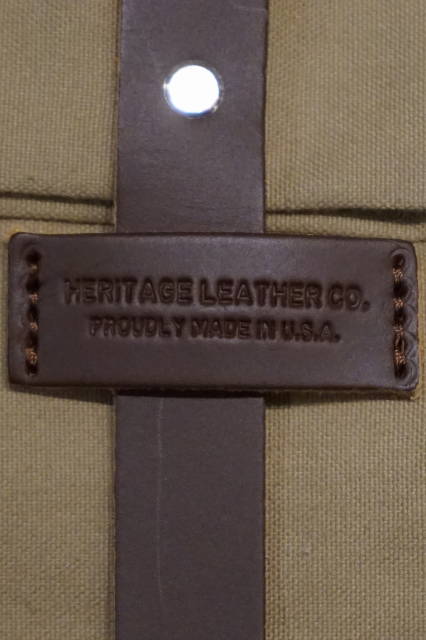 HERITAGE LEATHER CO.
PROUDLY MADE IN U.S.A.